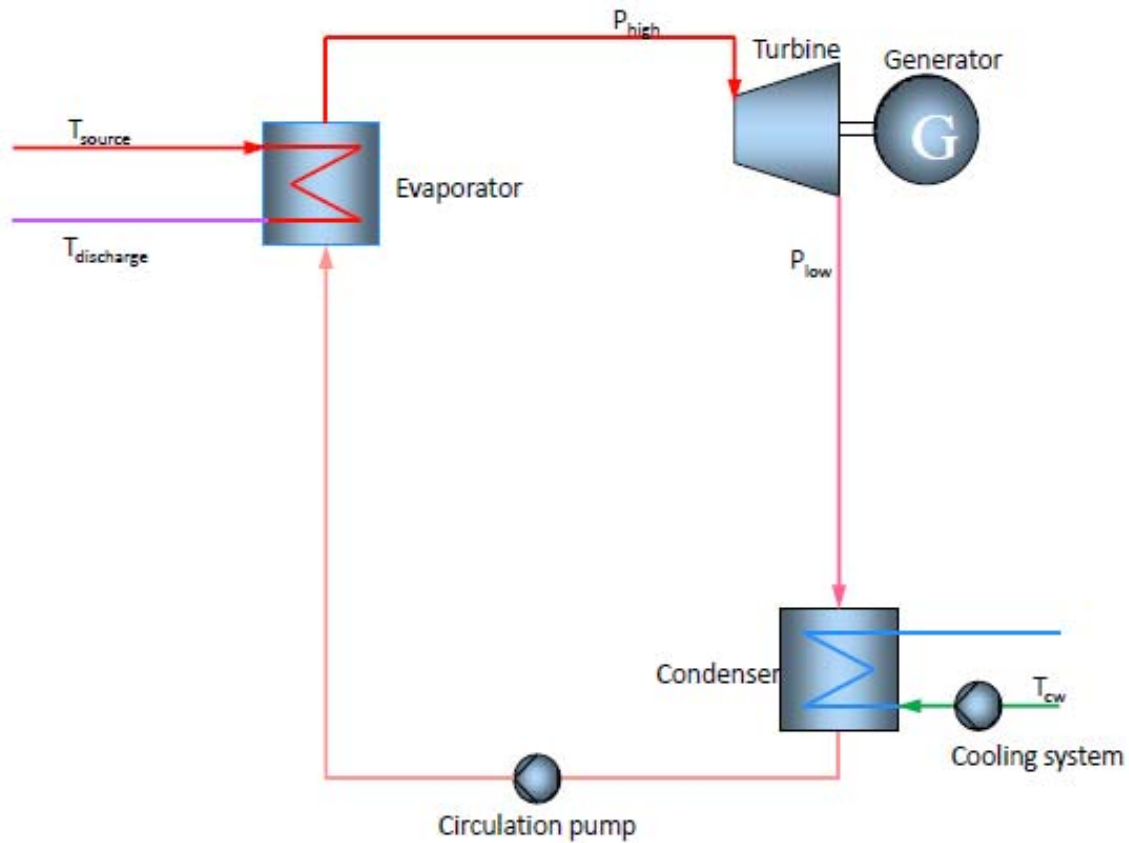 P_high
Turbine
Generator
T_source
Evaporator
G
T_discharge
P_low
Condenser
T_cw
Cooling system
Circulation pump